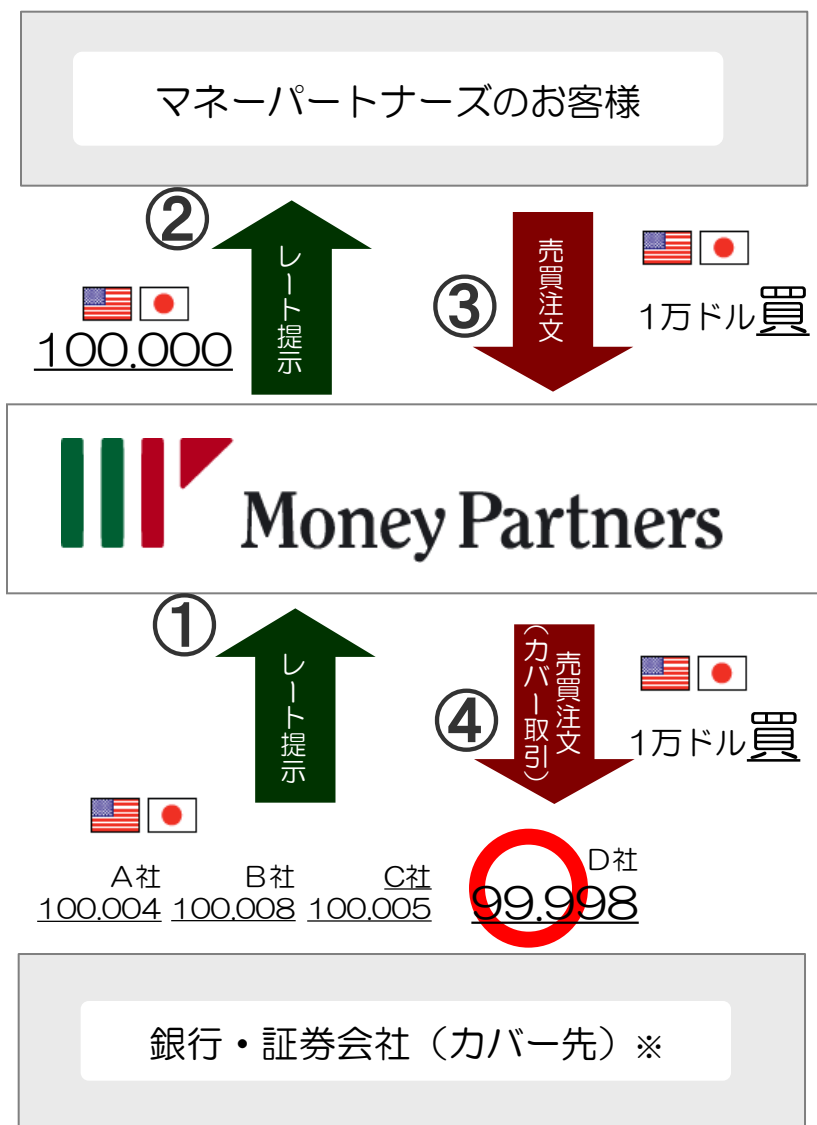 マネーパートナーズのお客様
②
レート提示
100.000
③
売買注文
1万ドル買
Money Partners
①
レート提示
④
売買注文
（カバー取引）
1万ドル買
A社 B社 C社 D社
100.004 100.008 100.005 99.998
銀行・証券会社（カバー先）※